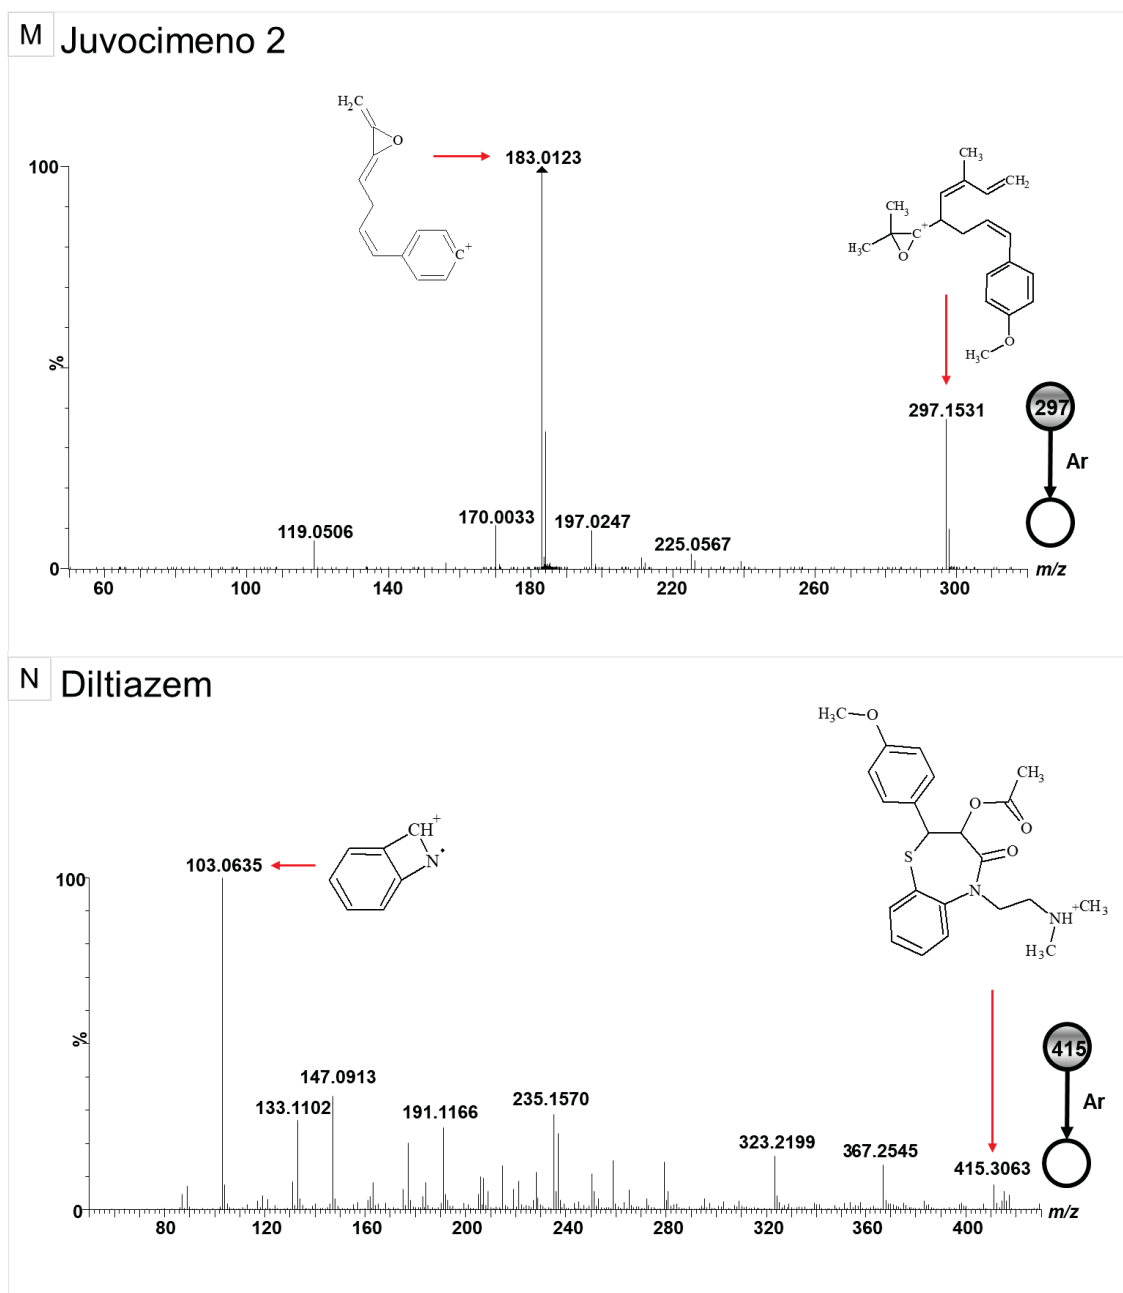 M Juvocimeno 2
H₂C
O
C⁺
183.0123
CH₃
CH₂
CH₃
H₃C
C⁺
O
O
H₃C
100
%
0
119.0506
170.0033
197.0247
225.0567
297.1531
297
Ar
60 100 140 180 220 260 300
m/z
N Diltiazem
H₃C O
CH₃
O
O
S
O
N
NH
⁺CH₃
H₃C
CH⁺
N•
103.0635
100
%
0
133.1102
147.0913
191.1166
235.1570
323.2199
367.2545
415.3063
415
Ar
80 120 160 200 240 280 320 360 400
m/z